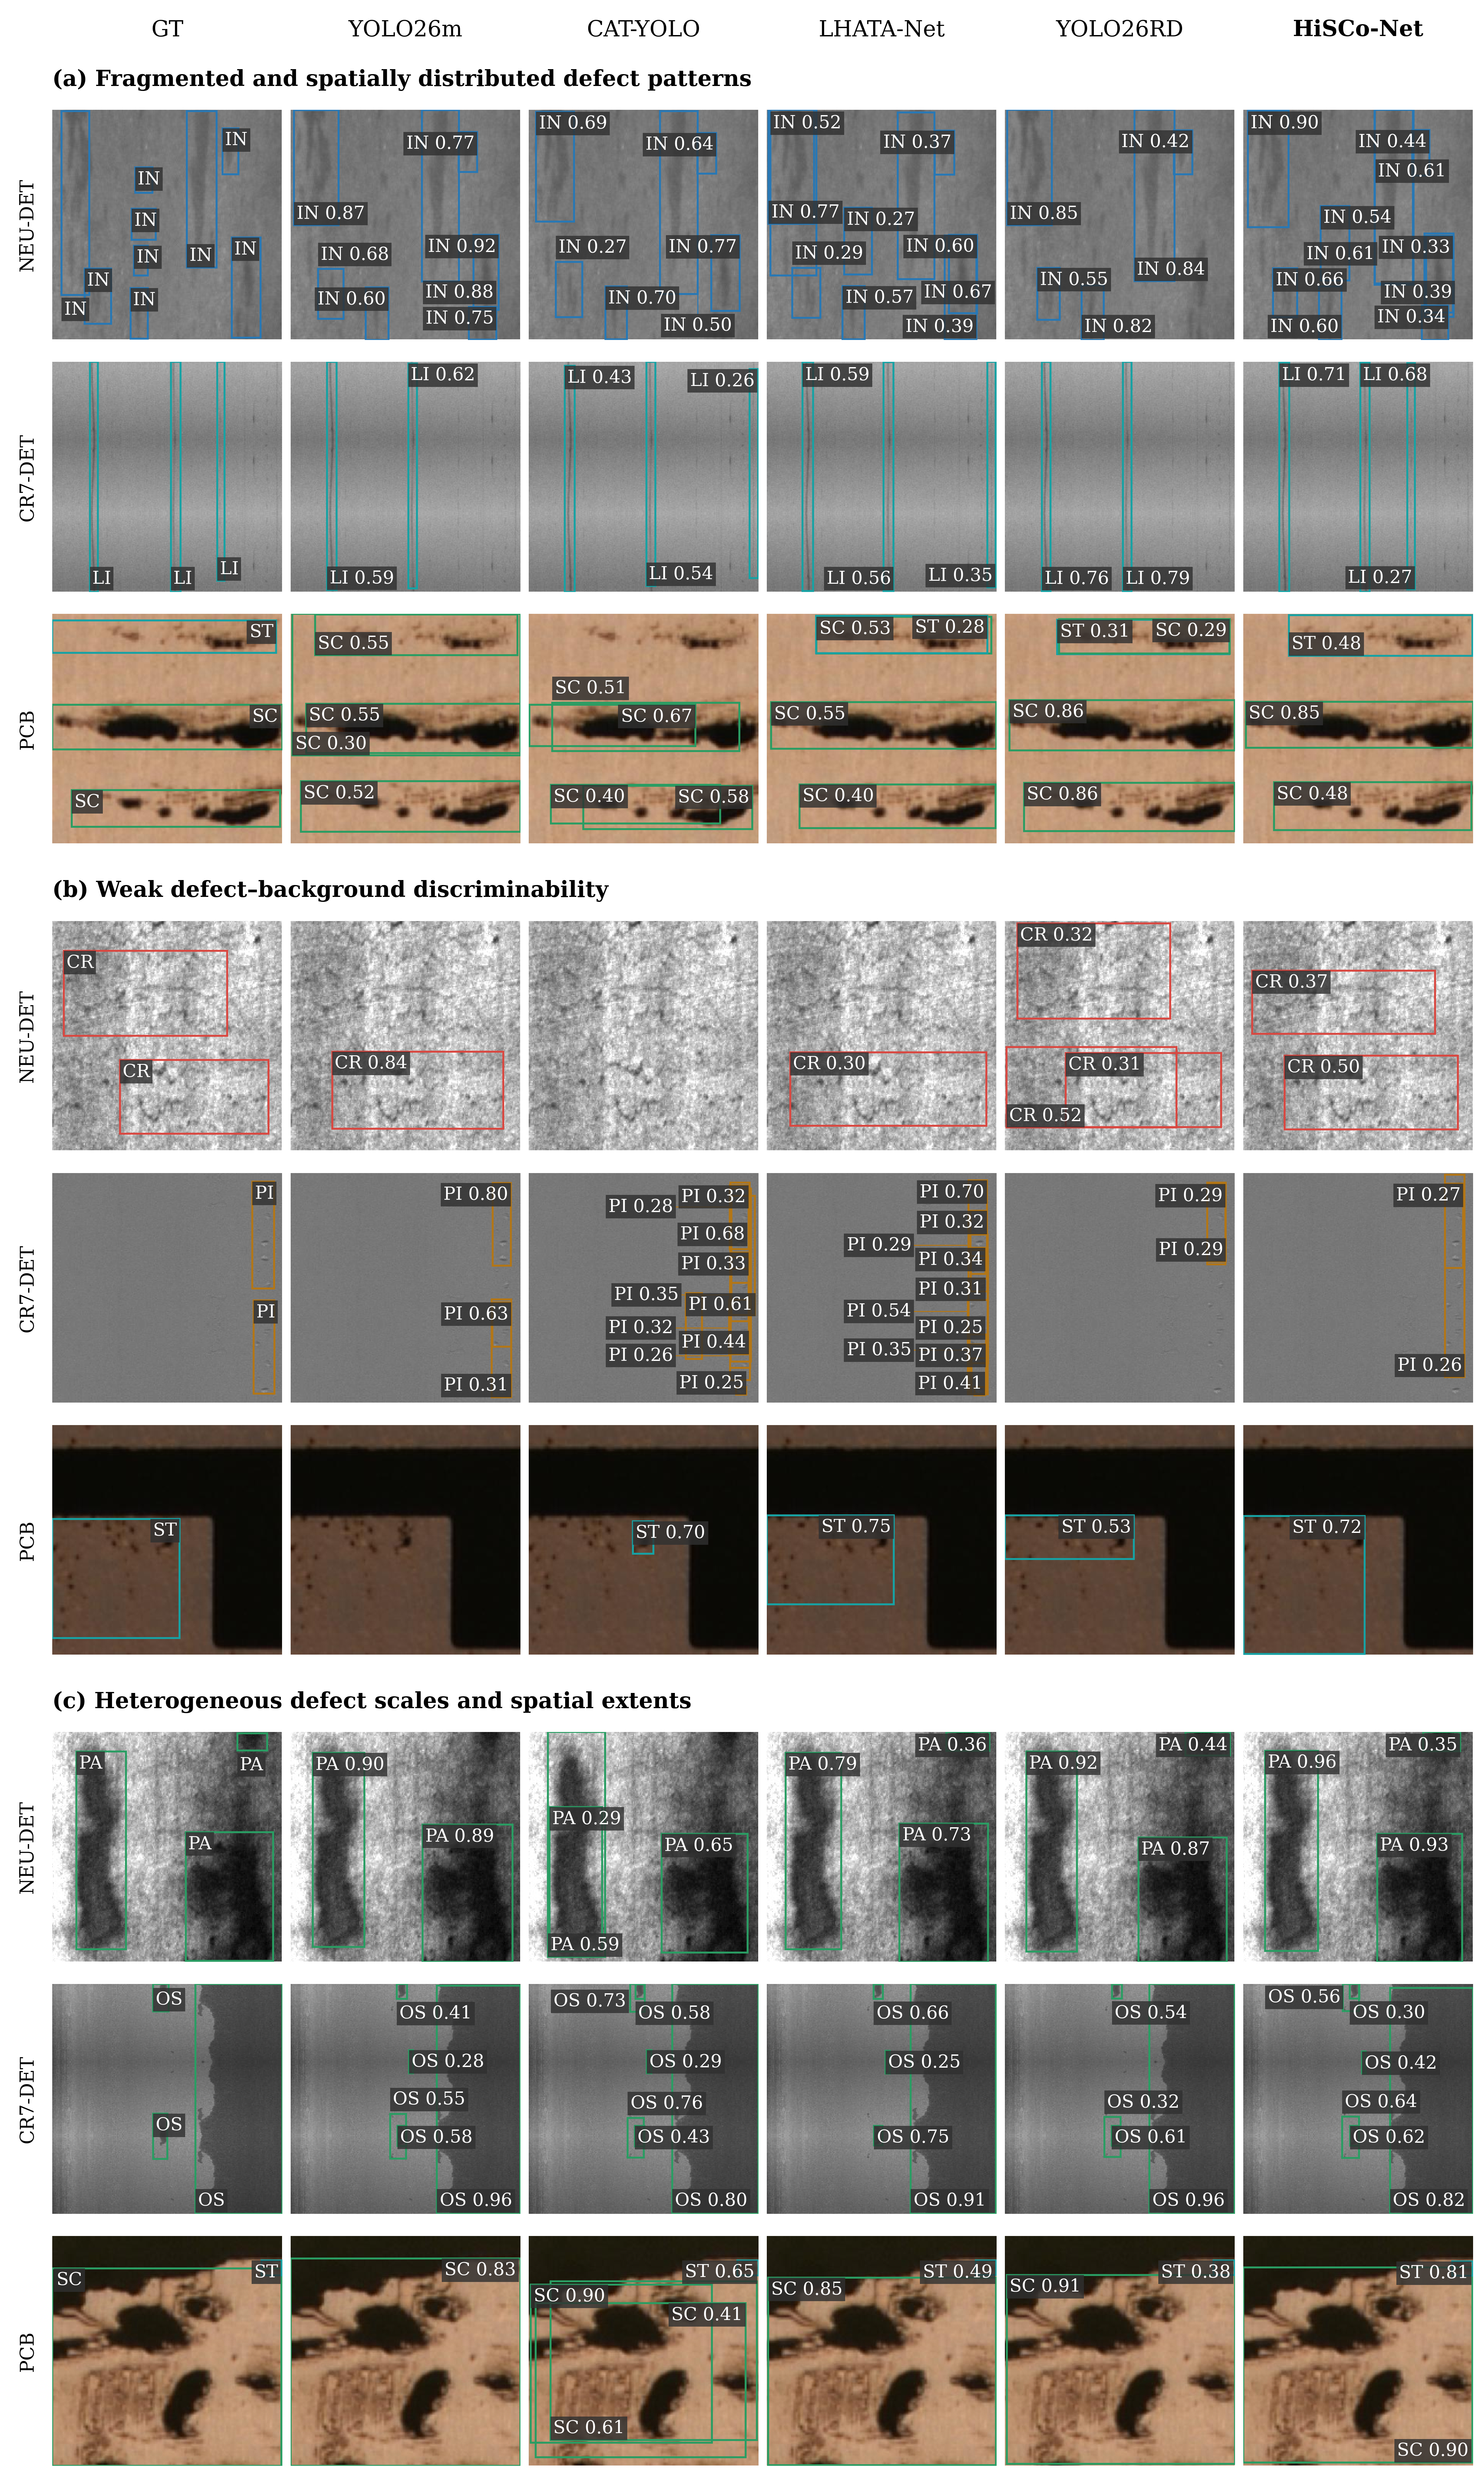 GT YOLO26m CAT-YOLO LHATA-Net YOLO26RD HiSCo-Net
(a) Fragmented and spatially distributed defect patterns
NEU-DET
IN
IN
IN
IN
IN
IN
IN
IN
IN
IN
IN 0.77
IN 0.87
IN 0.68
IN 0.92
IN 0.60
IN 0.88
IN 0.75
IN 0.69
IN 0.64
IN 0.27
IN 0.77
IN 0.70
IN 0.50
IN 0.52
IN 0.37
IN 0.77
IN 0.27
IN 0.29
IN 0.60
IN 0.57
IN 0.67
IN 0.39
IN 0.42
IN 0.85
IN 0.55
IN 0.84
IN 0.82
IN 0.90
IN 0.44
IN 0.61
IN 0.54
IN 0.61
IN 0.33
IN 0.66
IN 0.39
IN 0.60
IN 0.34
CR7-DET
LI
LI
LI
LI 0.62
LI 0.59
LI 0.43
LI 0.26
LI 0.54
LI 0.59
LI 0.56
LI 0.35
LI 0.76
LI 0.79
LI 0.71
LI 0.68
LI 0.27
PCB
ST
SC
SC
SC 0.55
SC 0.55
SC 0.30
SC 0.52
SC 0.51
SC 0.67
SC 0.40
SC 0.58
SC 0.53
ST 0.28
SC 0.55
SC 0.40
ST 0.31
SC 0.29
SC 0.86
SC 0.86
ST 0.48
SC 0.85
SC 0.48
(b) Weak defect–background discriminability
NEU-DET
CR
CR
CR 0.84
CR 0.30
CR 0.32
CR 0.31
CR 0.52
CR 0.37
CR 0.50
CR7-DET
PI
PI
PI 0.80
PI 0.63
PI 0.31
PI 0.32
PI 0.28
PI 0.68
PI 0.33
PI 0.35
PI 0.61
PI 0.32
PI 0.44
PI 0.26
PI 0.25
PI 0.70
PI 0.32
PI 0.29
PI 0.34
PI 0.31
PI 0.54
PI 0.25
PI 0.35
PI 0.37
PI 0.41
PI 0.29
PI 0.29
PI 0.27
PI 0.26
PCB
ST
ST 0.70
ST 0.75
ST 0.53
ST 0.72
(c) Heterogeneous defect scales and spatial extents
NEU-DET
PA
PA
PA
PA 0.90
PA 0.89
PA 0.29
PA 0.65
PA 0.59
PA 0.36
PA 0.79
PA 0.73
PA 0.44
PA 0.92
PA 0.87
PA 0.35
PA 0.96
PA 0.93
CR7-DET
OS
OS
OS
OS 0.41
OS 0.28
OS 0.55
OS 0.58
OS 0.96
OS 0.73
OS 0.58
OS 0.29
OS 0.76
OS 0.43
OS 0.80
OS 0.66
OS 0.25
OS 0.75
OS 0.91
OS 0.54
OS 0.32
OS 0.61
OS 0.96
OS 0.56
OS 0.30
OS 0.42
OS 0.64
OS 0.62
OS 0.82
PCB
ST
SC
SC 0.83
ST 0.65
SC 0.90
SC 0.41
SC 0.61
ST 0.49
SC 0.85
ST 0.38
SC 0.91
ST 0.81
SC 0.90